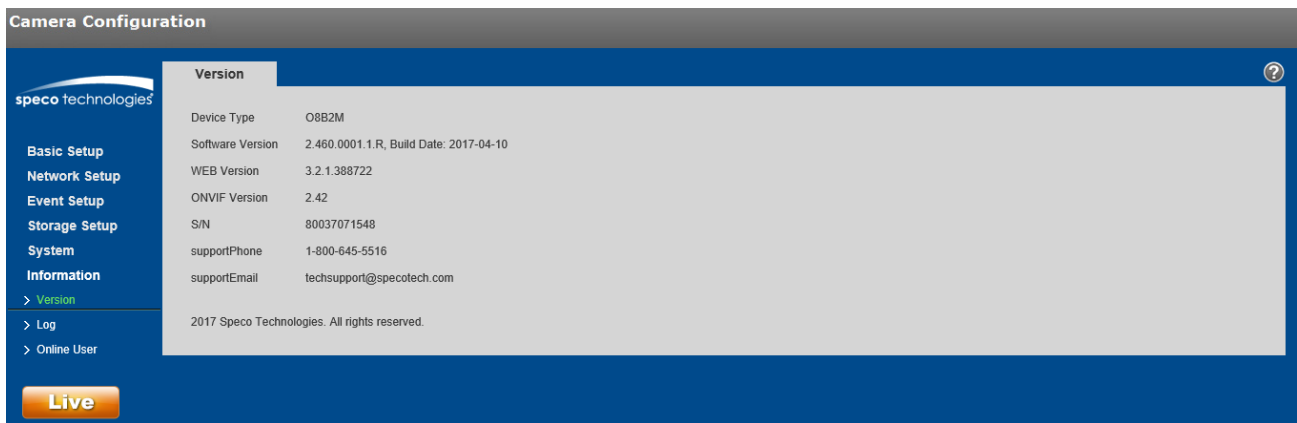 Camera Configuration
speco technologies
Version
?
Device Type O8B2M
Software Version 2.460.0001.1.R, Build Date: 2017-04-10
WEB Version 3.2.1.388722
ONVIF Version 2.42
S/N 80037071548
supportPhone 1-800-645-5516
supportEmail techsupport@specotech.com
2017 Speco Technologies. All rights reserved.
Basic Setup
Network Setup
Event Setup
Storage Setup
System
Information
> Version
> Log
> Online User
Live